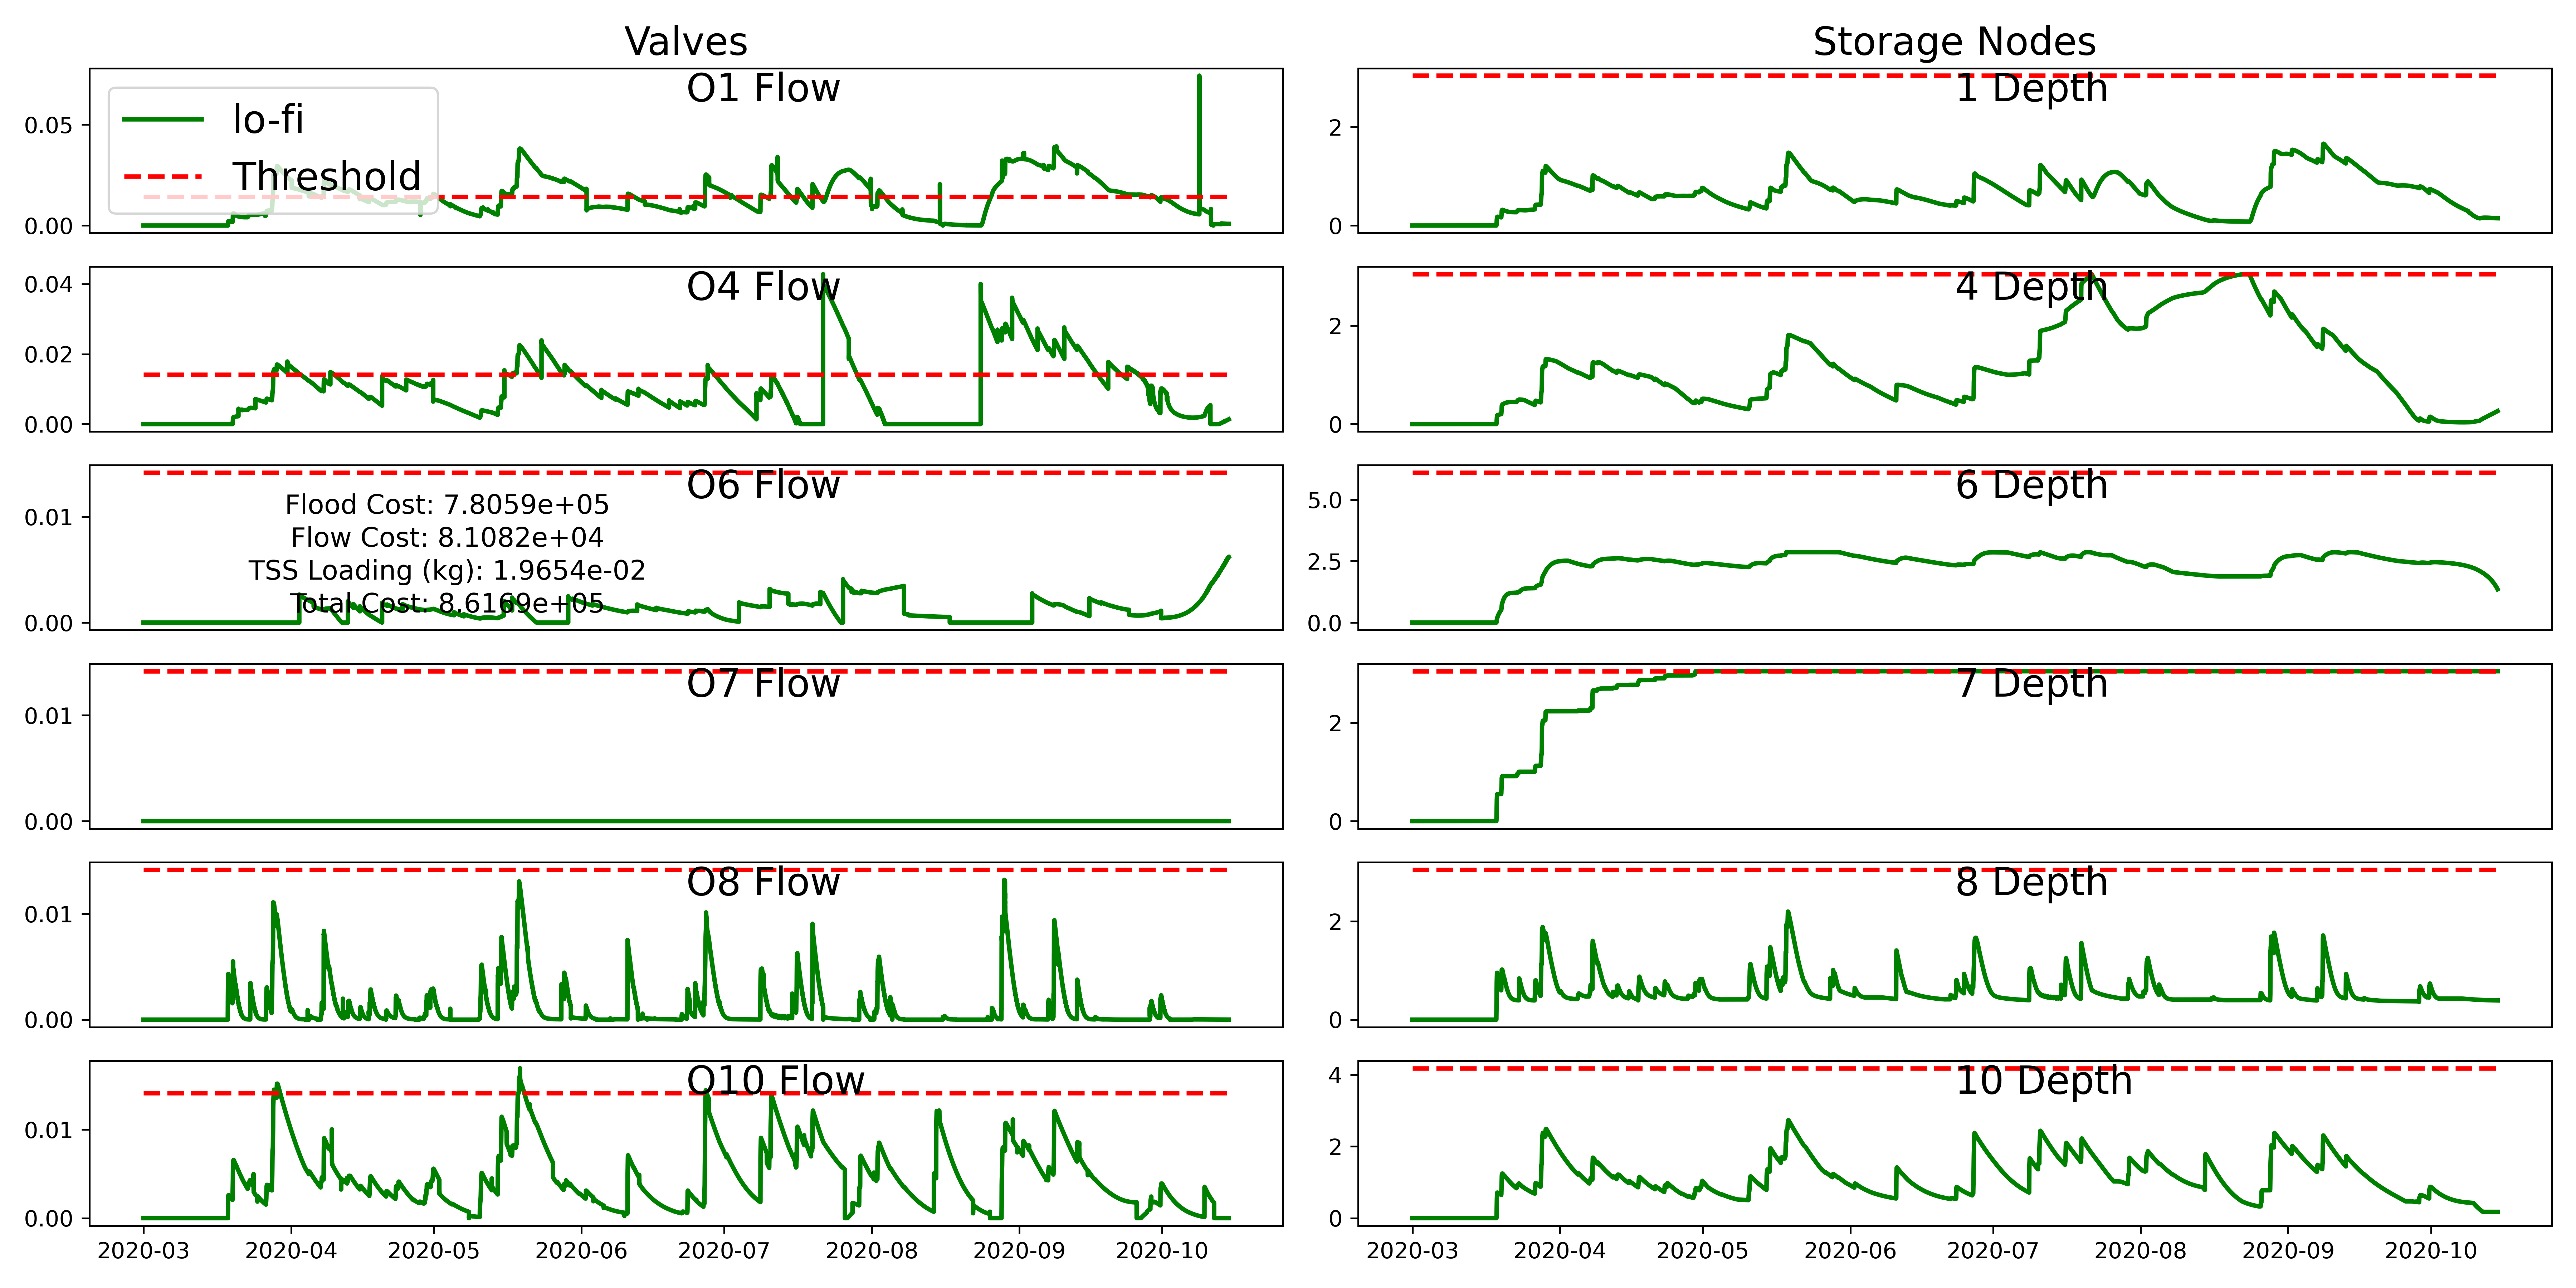 Valves
O1 Flow
lo-fi
Threshold
0.05
0.00
O4 Flow
0.04
0.02
0.00
O6 Flow
0.01
0.00
Flood Cost: 7.8059e+05
Flow Cost: 8.1082e+04
TSS Loading (kg): 1.9654e-02
Total Cost: 8.6169e+05
O7 Flow
0.01
0.00
O8 Flow
0.01
0.00
O10 Flow
0.01
0.00
2020-03 2020-04 2020-05 2020-06 2020-07 2020-08 2020-09 2020-10
Storage Nodes
1 Depth
2
0
4 Depth
2
0
6 Depth
5.0
2.5
0.0
7 Depth
2
0
8 Depth
2
0
10 Depth
4
2
0
2020-03 2020-04 2020-05 2020-06 2020-07 2020-08 2020-09 2020-10